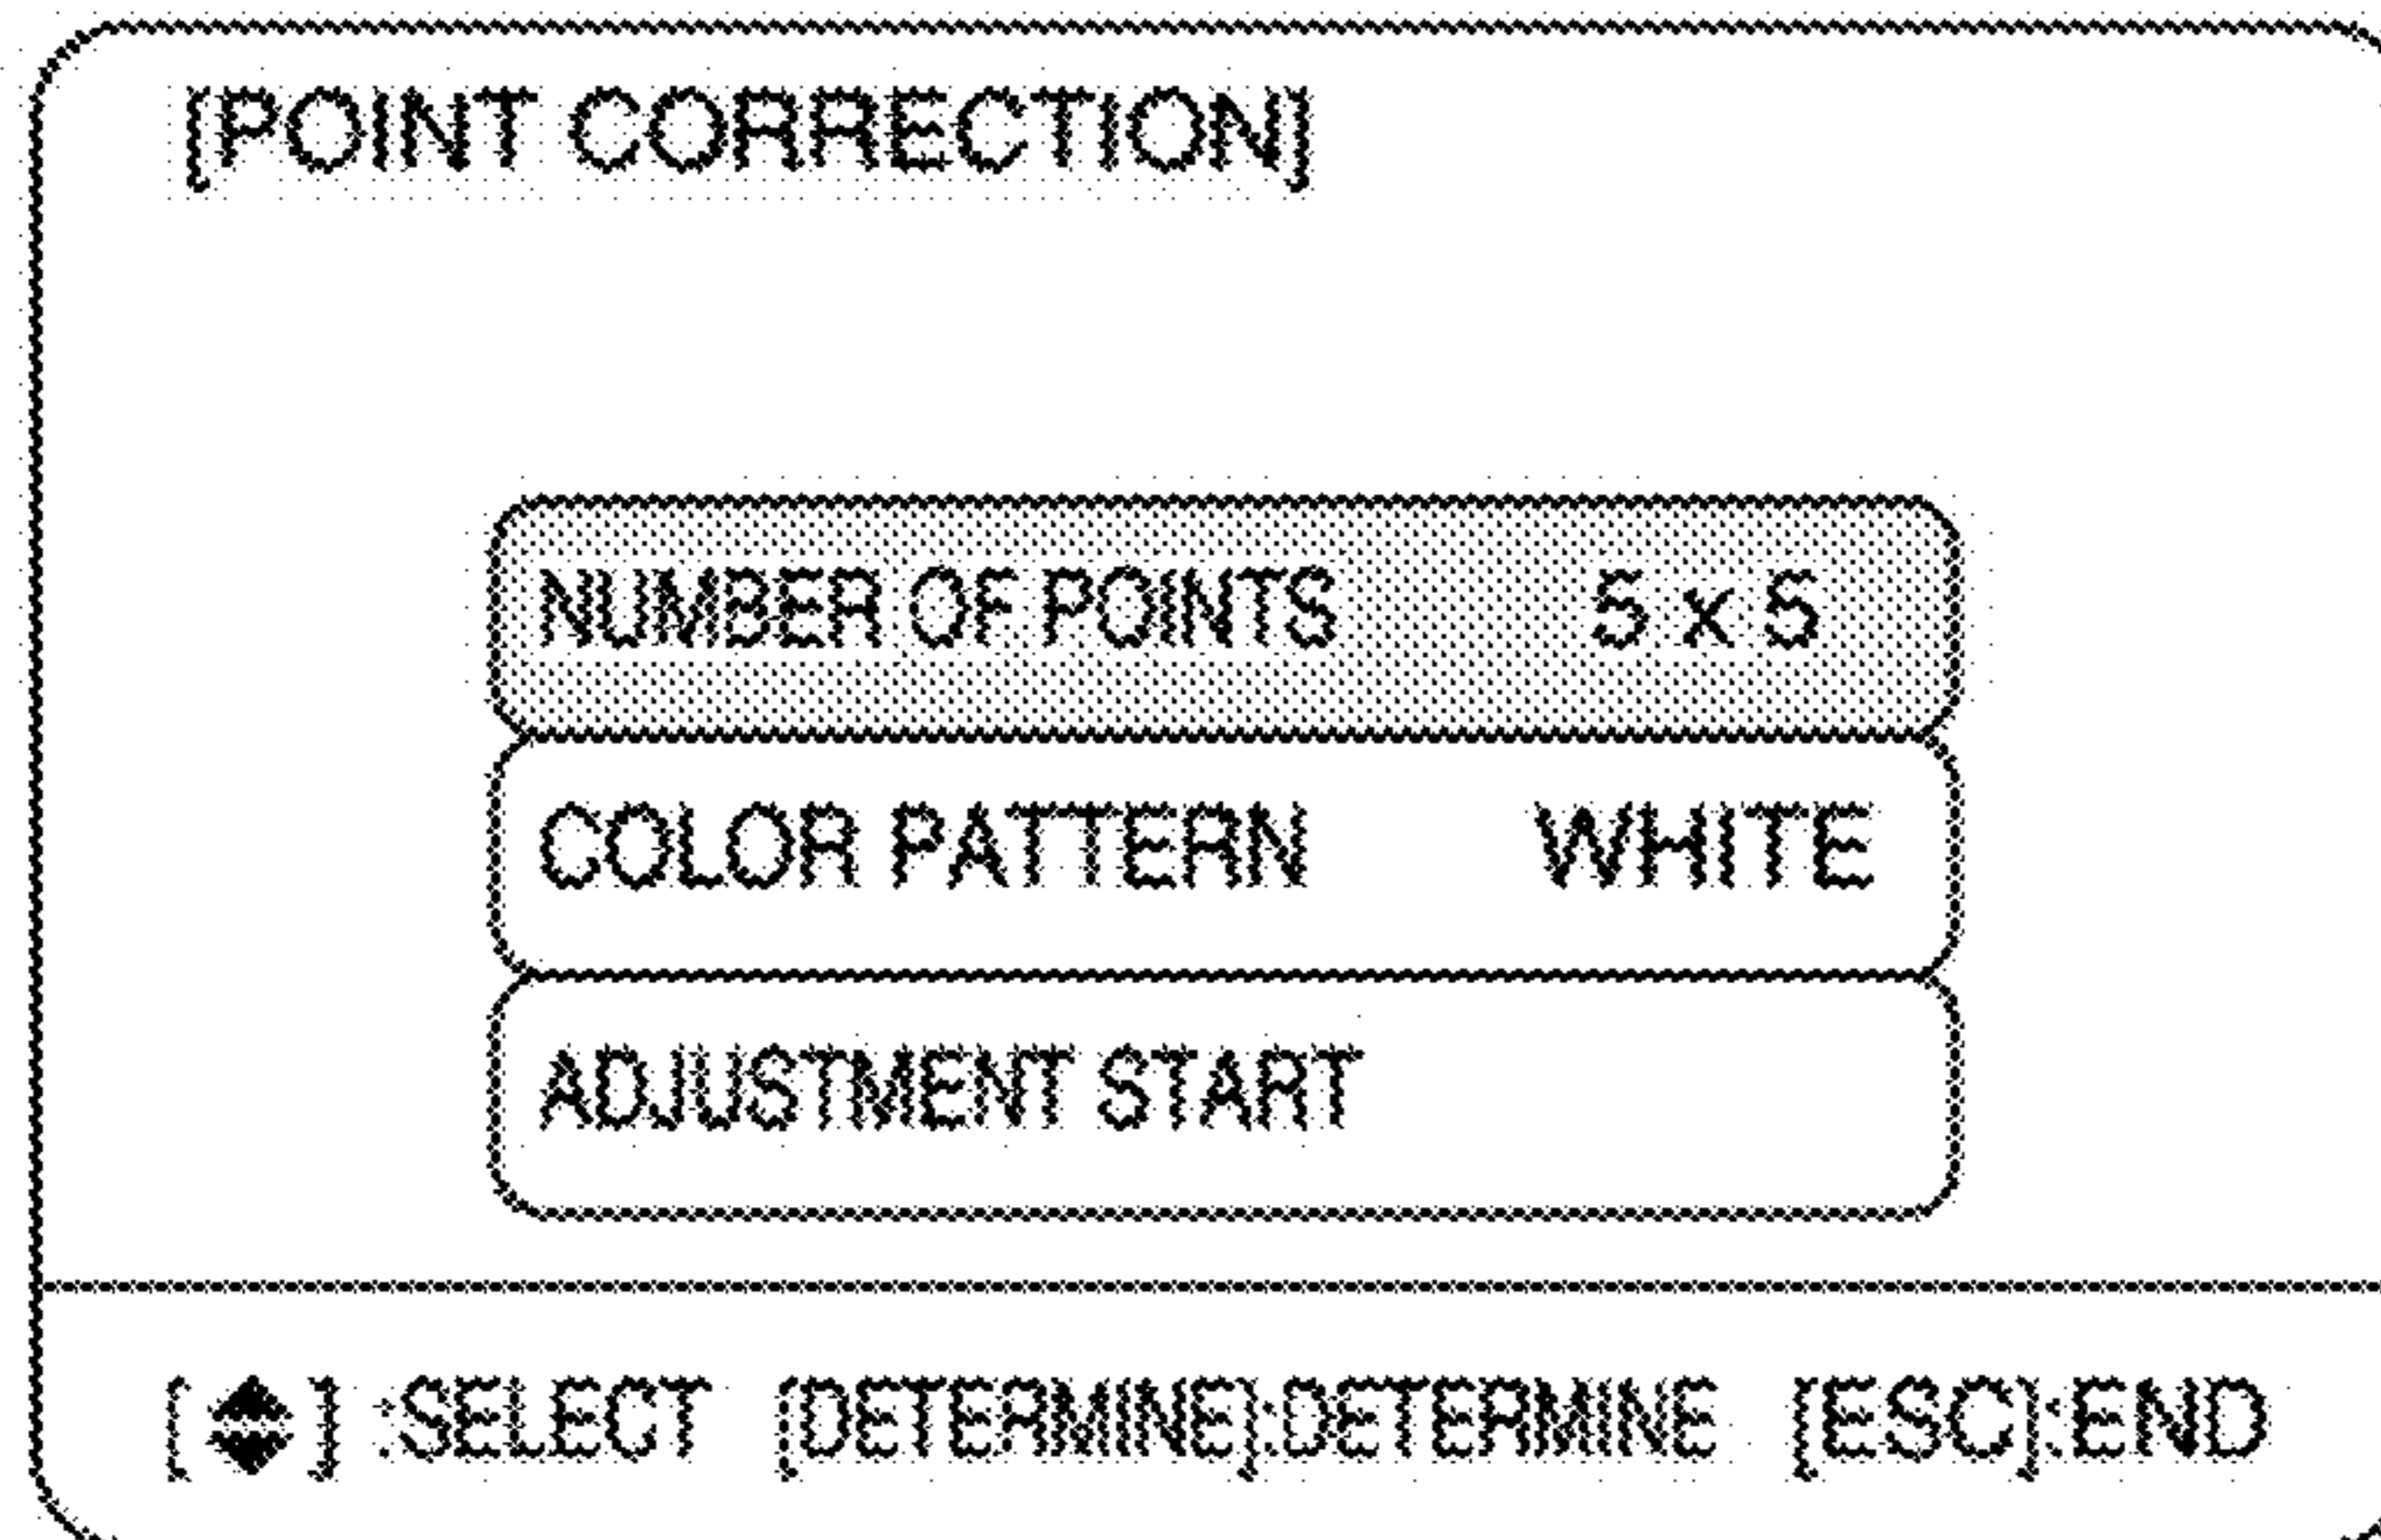 [POINT CORRECTION]
NUMBER OF POINTS 5 x 5
COLOR PATTERN WHITE
ADJUSTMENT START
[◆] :SELECT [DETERMINE]:DETERMINE [ESC]:END